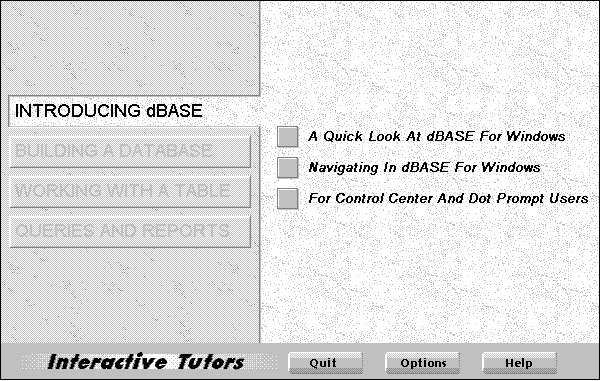 INTRODUCING dBASE
BUILDING A DATABASE
WORKING WITH A TABLE
QUERIES AND REPORTS
A Quick Look At dBASE For Windows
Navigating In dBASE For Windows
For Control Center And Dot Prompt Users
Interactive Tutors
Quit
Options
Help